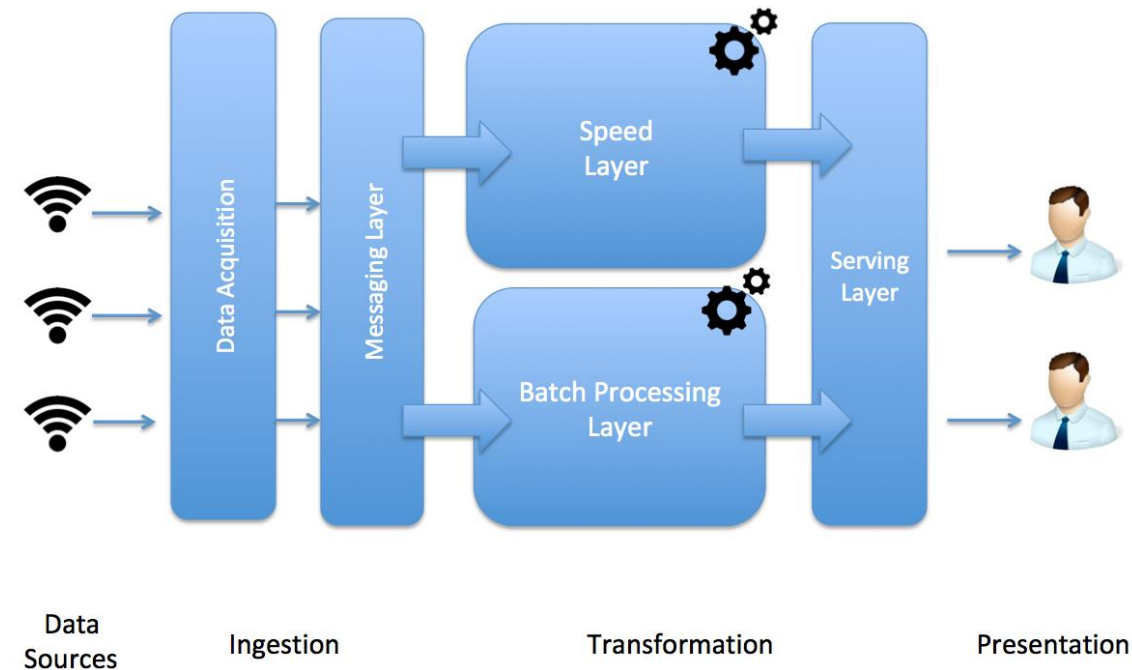 Data Acquisition
Messaging Layer
Speed
Layer
Batch Processing
Layer
Serving
Layer
Data
Sources
Ingestion
Transformation
Presentation